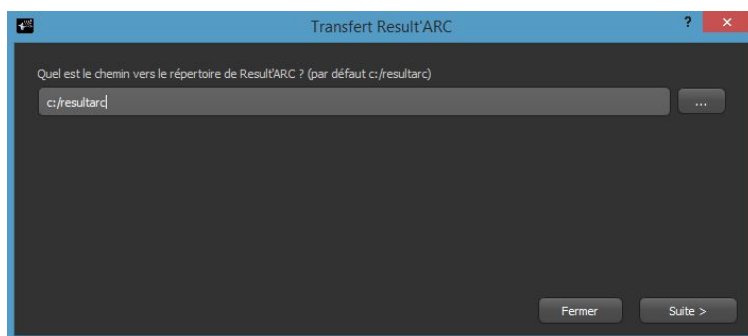 Transfert Result'ARC
?
Quel est le chemin vers le répertoire de Result'ARC ? (par défaut c:/resultarc)
c:/resultarc
...
Fermer
Suite >